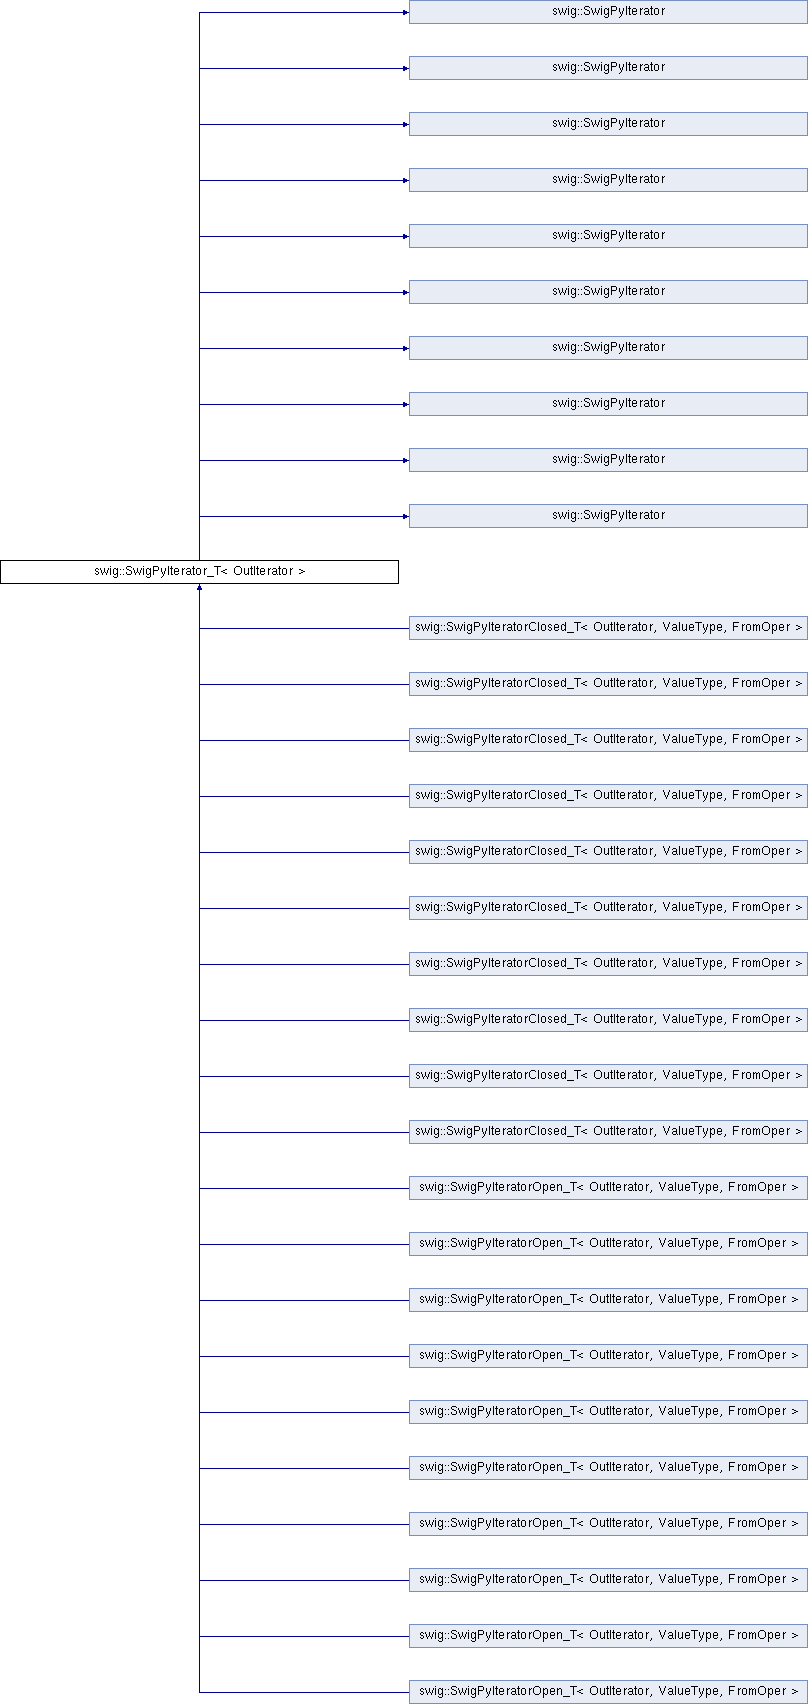 swig::SwigPyIterator
swig::SwigPyIterator
swig::SwigPyIterator
swig::SwigPyIterator
swig::SwigPyIterator
swig::SwigPyIterator
swig::SwigPyIterator
swig::SwigPyIterator
swig::SwigPyIterator
swig::SwigPyIterator
swig::SwigPyIterator_T< OutIterator >
swig::SwigPyIteratorClosed_T< OutIterator, ValueType, FromOper >
swig::SwigPyIteratorClosed_T< OutIterator, ValueType, FromOper >
swig::SwigPyIteratorClosed_T< OutIterator, ValueType, FromOper >
swig::SwigPyIteratorClosed_T< OutIterator, ValueType, FromOper >
swig::SwigPyIteratorClosed_T< OutIterator, ValueType, FromOper >
swig::SwigPyIteratorClosed_T< OutIterator, ValueType, FromOper >
swig::SwigPyIteratorClosed_T< OutIterator, ValueType, FromOper >
swig::SwigPyIteratorClosed_T< OutIterator, ValueType, FromOper >
swig::SwigPyIteratorClosed_T< OutIterator, ValueType, FromOper >
swig::SwigPyIteratorClosed_T< OutIterator, ValueType, FromOper >
swig::SwigPyIteratorOpen_T< OutIterator, ValueType, FromOper >
swig::SwigPyIteratorOpen_T< OutIterator, ValueType, FromOper >
swig::SwigPyIteratorOpen_T< OutIterator, ValueType, FromOper >
swig::SwigPyIteratorOpen_T< OutIterator, ValueType, FromOper >
swig::SwigPyIteratorOpen_T< OutIterator, ValueType, FromOper >
swig::SwigPyIteratorOpen_T< OutIterator, ValueType, FromOper >
swig::SwigPyIteratorOpen_T< OutIterator, ValueType, FromOper >
swig::SwigPyIteratorOpen_T< OutIterator, ValueType, FromOper >
swig::SwigPyIteratorOpen_T< OutIterator, ValueType, FromOper >
swig::SwigPyIteratorOpen_T< OutIterator, ValueType, FromOper >